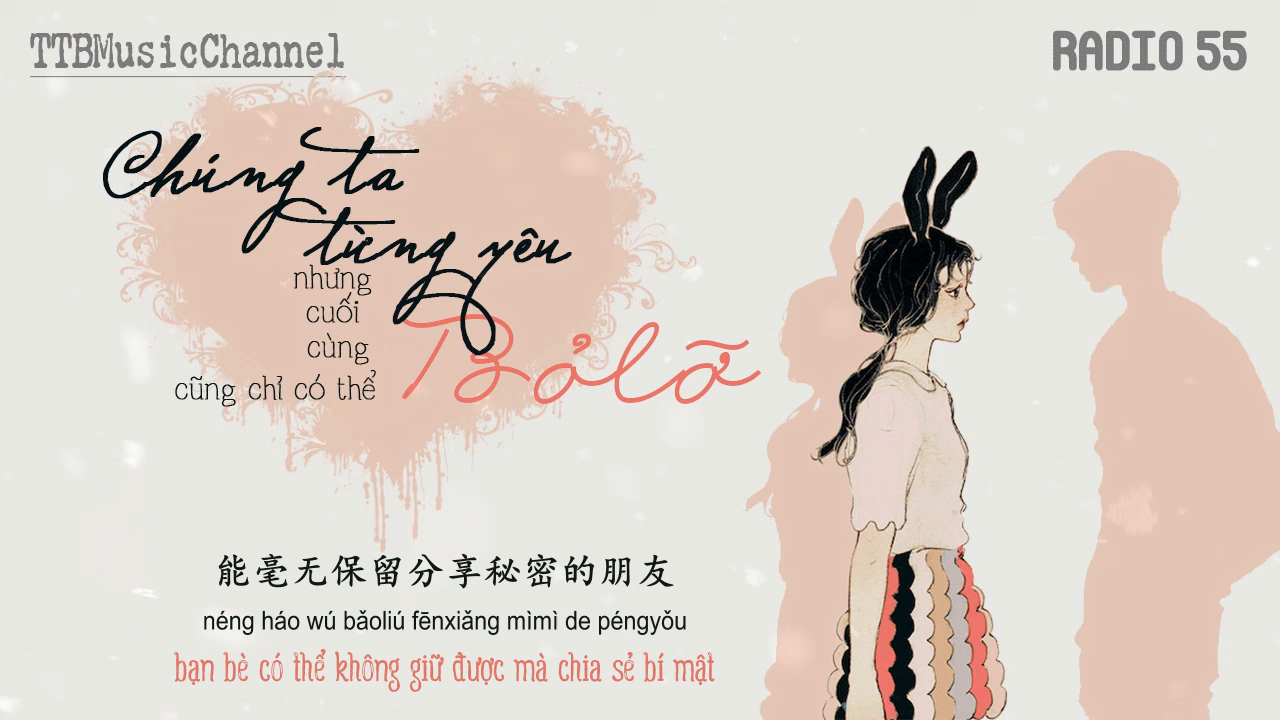 TTBMusicChannel
RADIO 55
Chúng ta
từng yêu
nhưng
cuối
cùng
cũng chỉ có thể
Bỏ lỡ
能毫无保留分享秘密的朋友
néng háo wú bǎoliú fēnxiǎng mìmì de péngyǒu
bạn bè có thể không giữ được mà chia sẻ bí mật